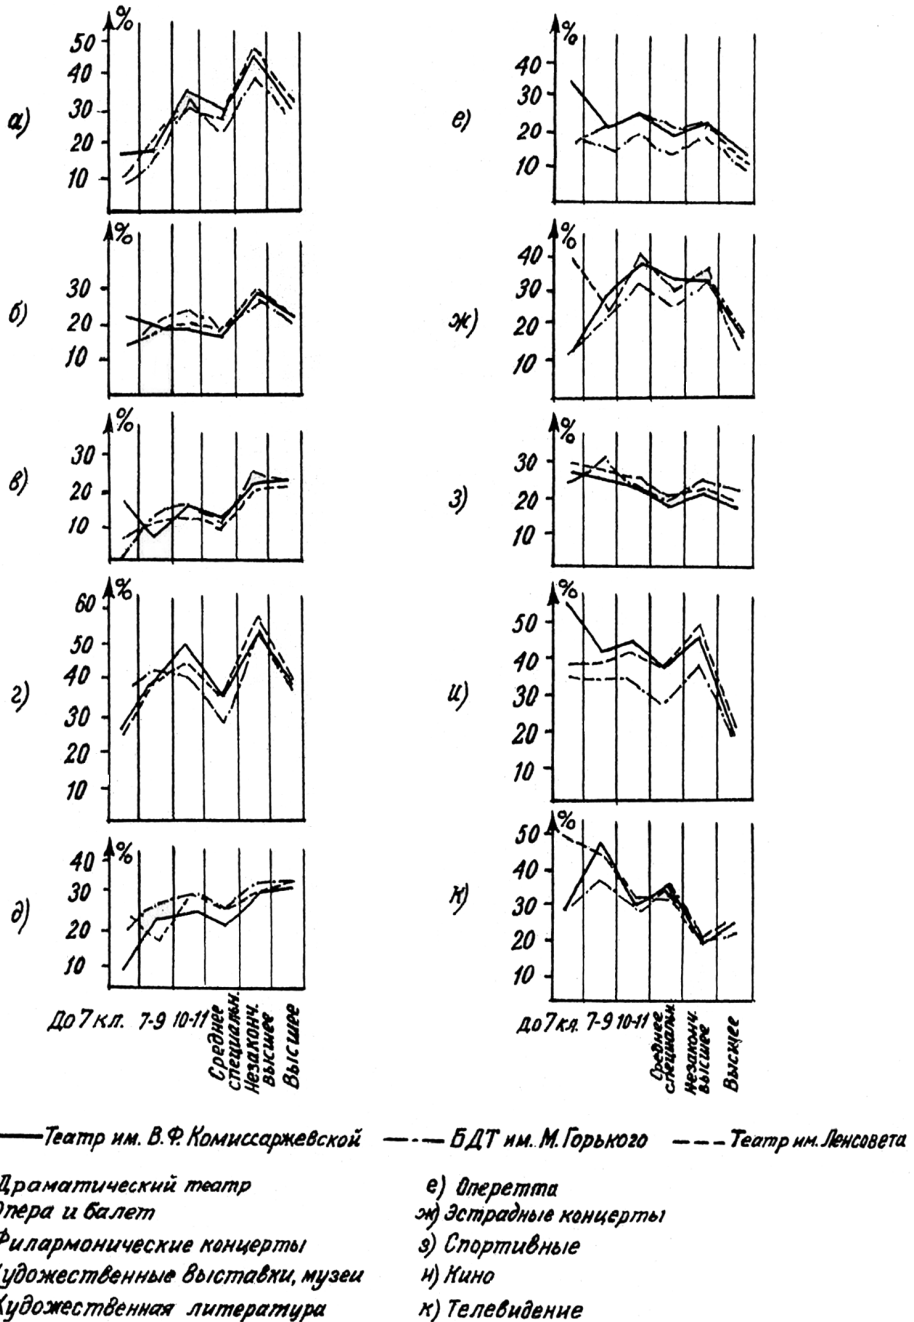 а)
%
50
40
30
20
10
б)
%
30
20
10
в)
%
30
20
10
г)
%
60
50
40
30
20
10
д)
%
40
30
20
10
До 7 кл. 7-9 10-11 Среднее специальн. Незаконч. высшее Высшее
е)
%
40
30
20
10
ж)
%
40
30
20
10
з)
%
30
20
10
и)
%
50
40
30
20
10
к)
%
50
40
30
20
10
До 7 кл. 7-9 10-11 Среднее специальн. Незаконч. высшее Высшее
Театр им. В.Ф. Комиссаржевской БДТ им. М. Горького Театр им. Ленсовета
Драматический театр
Опера и балет
Филармонические концерты
Художественные выставки, музеи
Художественная литература
е) Оперетта
ж) Эстрадные концерты
з) Спортивные
и) Кино
к) Телевидение